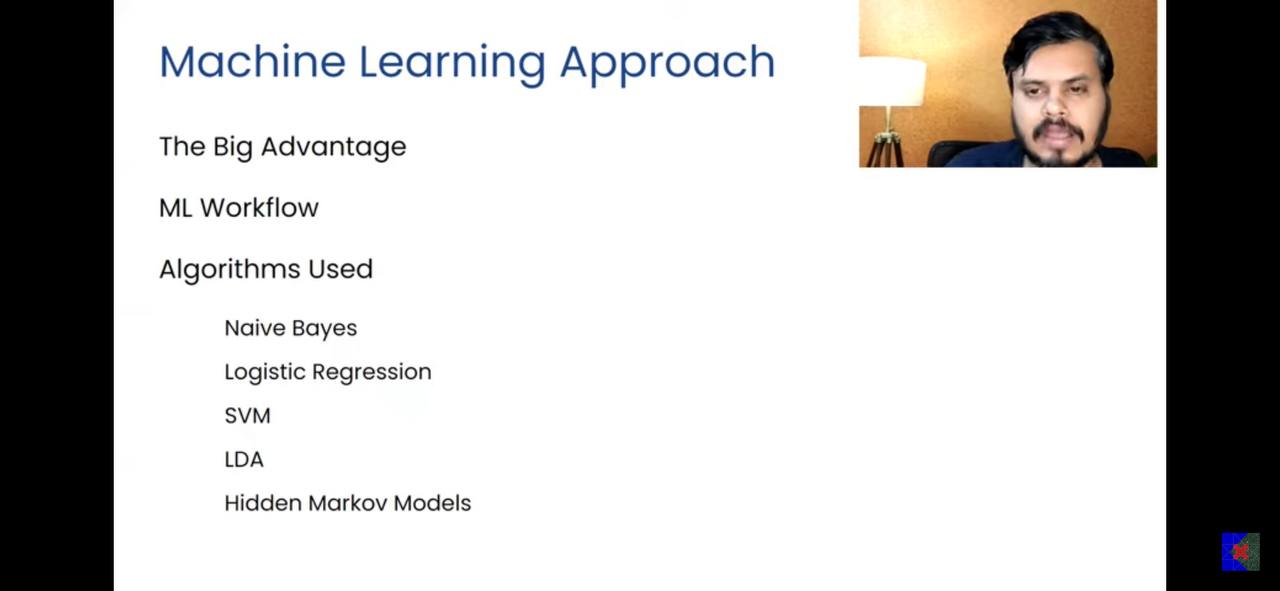 Machine Learning Approach
The Big Advantage
ML Workflow
Algorithms Used
Naive Bayes
Logistic Regression
SVM
LDA
Hidden Markov Models